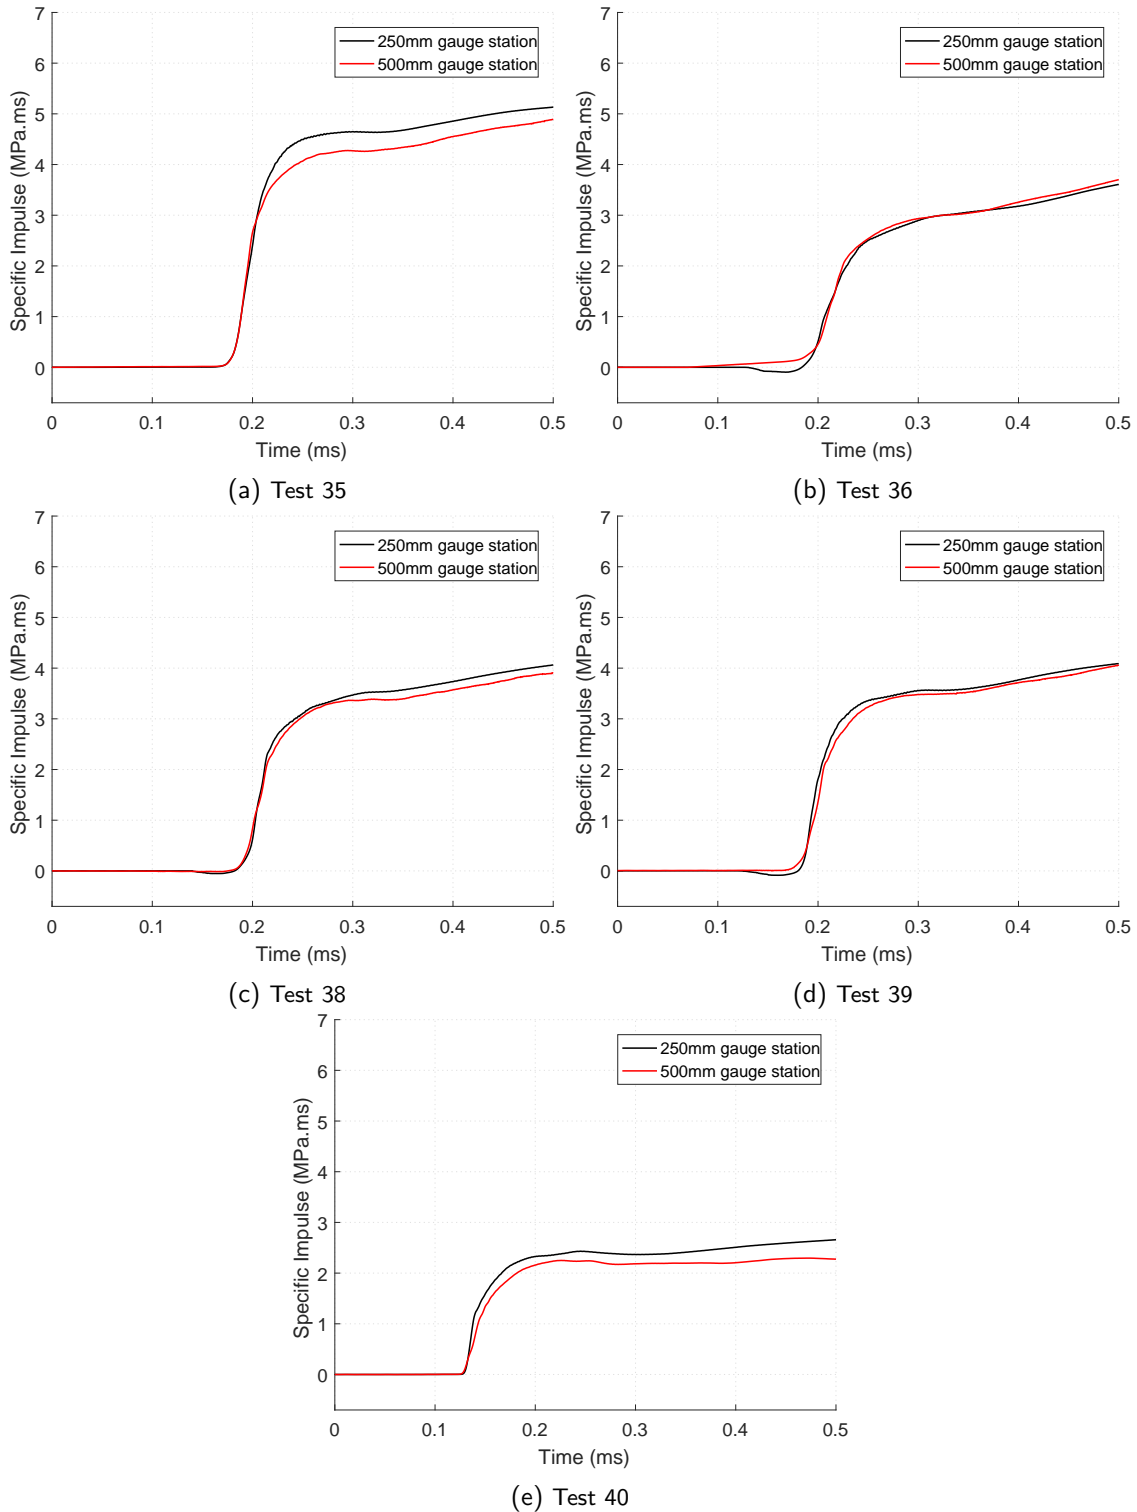 7
6
5
4
3
2
1
0
Specific Impulse (MPa.ms)
250mm gauge station
500mm gauge station
0 0.1 0.2 0.3 0.4 0.5
Time (ms)
(a) Test 35
7
6
5
4
3
2
1
0
Specific Impulse (MPa.ms)
250mm gauge station
500mm gauge station
0 0.1 0.2 0.3 0.4 0.5
Time (ms)
(b) Test 36
7
6
5
4
3
2
1
0
Specific Impulse (MPa.ms)
250mm gauge station
500mm gauge station
0 0.1 0.2 0.3 0.4 0.5
Time (ms)
(c) Test 38
7
6
5
4
3
2
1
0
Specific Impulse (MPa.ms)
250mm gauge station
500mm gauge station
0 0.1 0.2 0.3 0.4 0.5
Time (ms)
(d) Test 39
7
6
5
4
3
2
1
0
Specific Impulse (MPa.ms)
250mm gauge station
500mm gauge station
0 0.1 0.2 0.3 0.4 0.5
Time (ms)
(e) Test 40